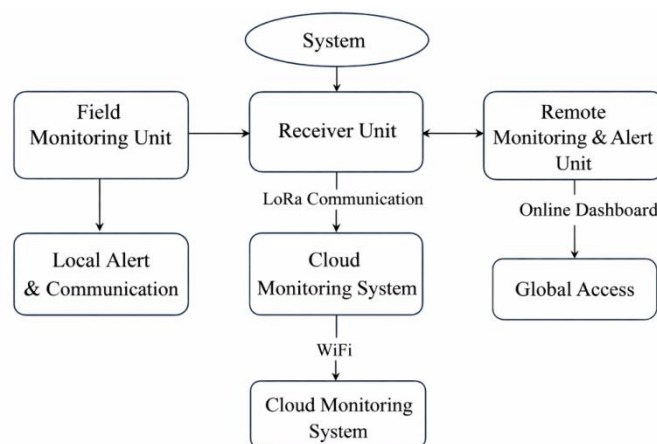 System
Field
Monitoring Unit
Receiver Unit
Remote
Monitoring & Alert
Unit
LoRa Communication
Online Dashboard
Local Alert
& Communication
Cloud
Monitoring System
Global Access
WiFi
Cloud Monitoring
System